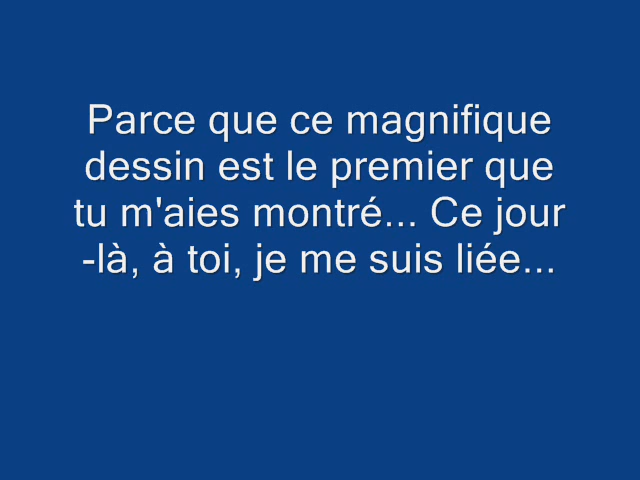 Parce que ce magnifique
dessin est le premier que
tu m'aies montré... Ce jour
-là, à toi, je me suis liée...